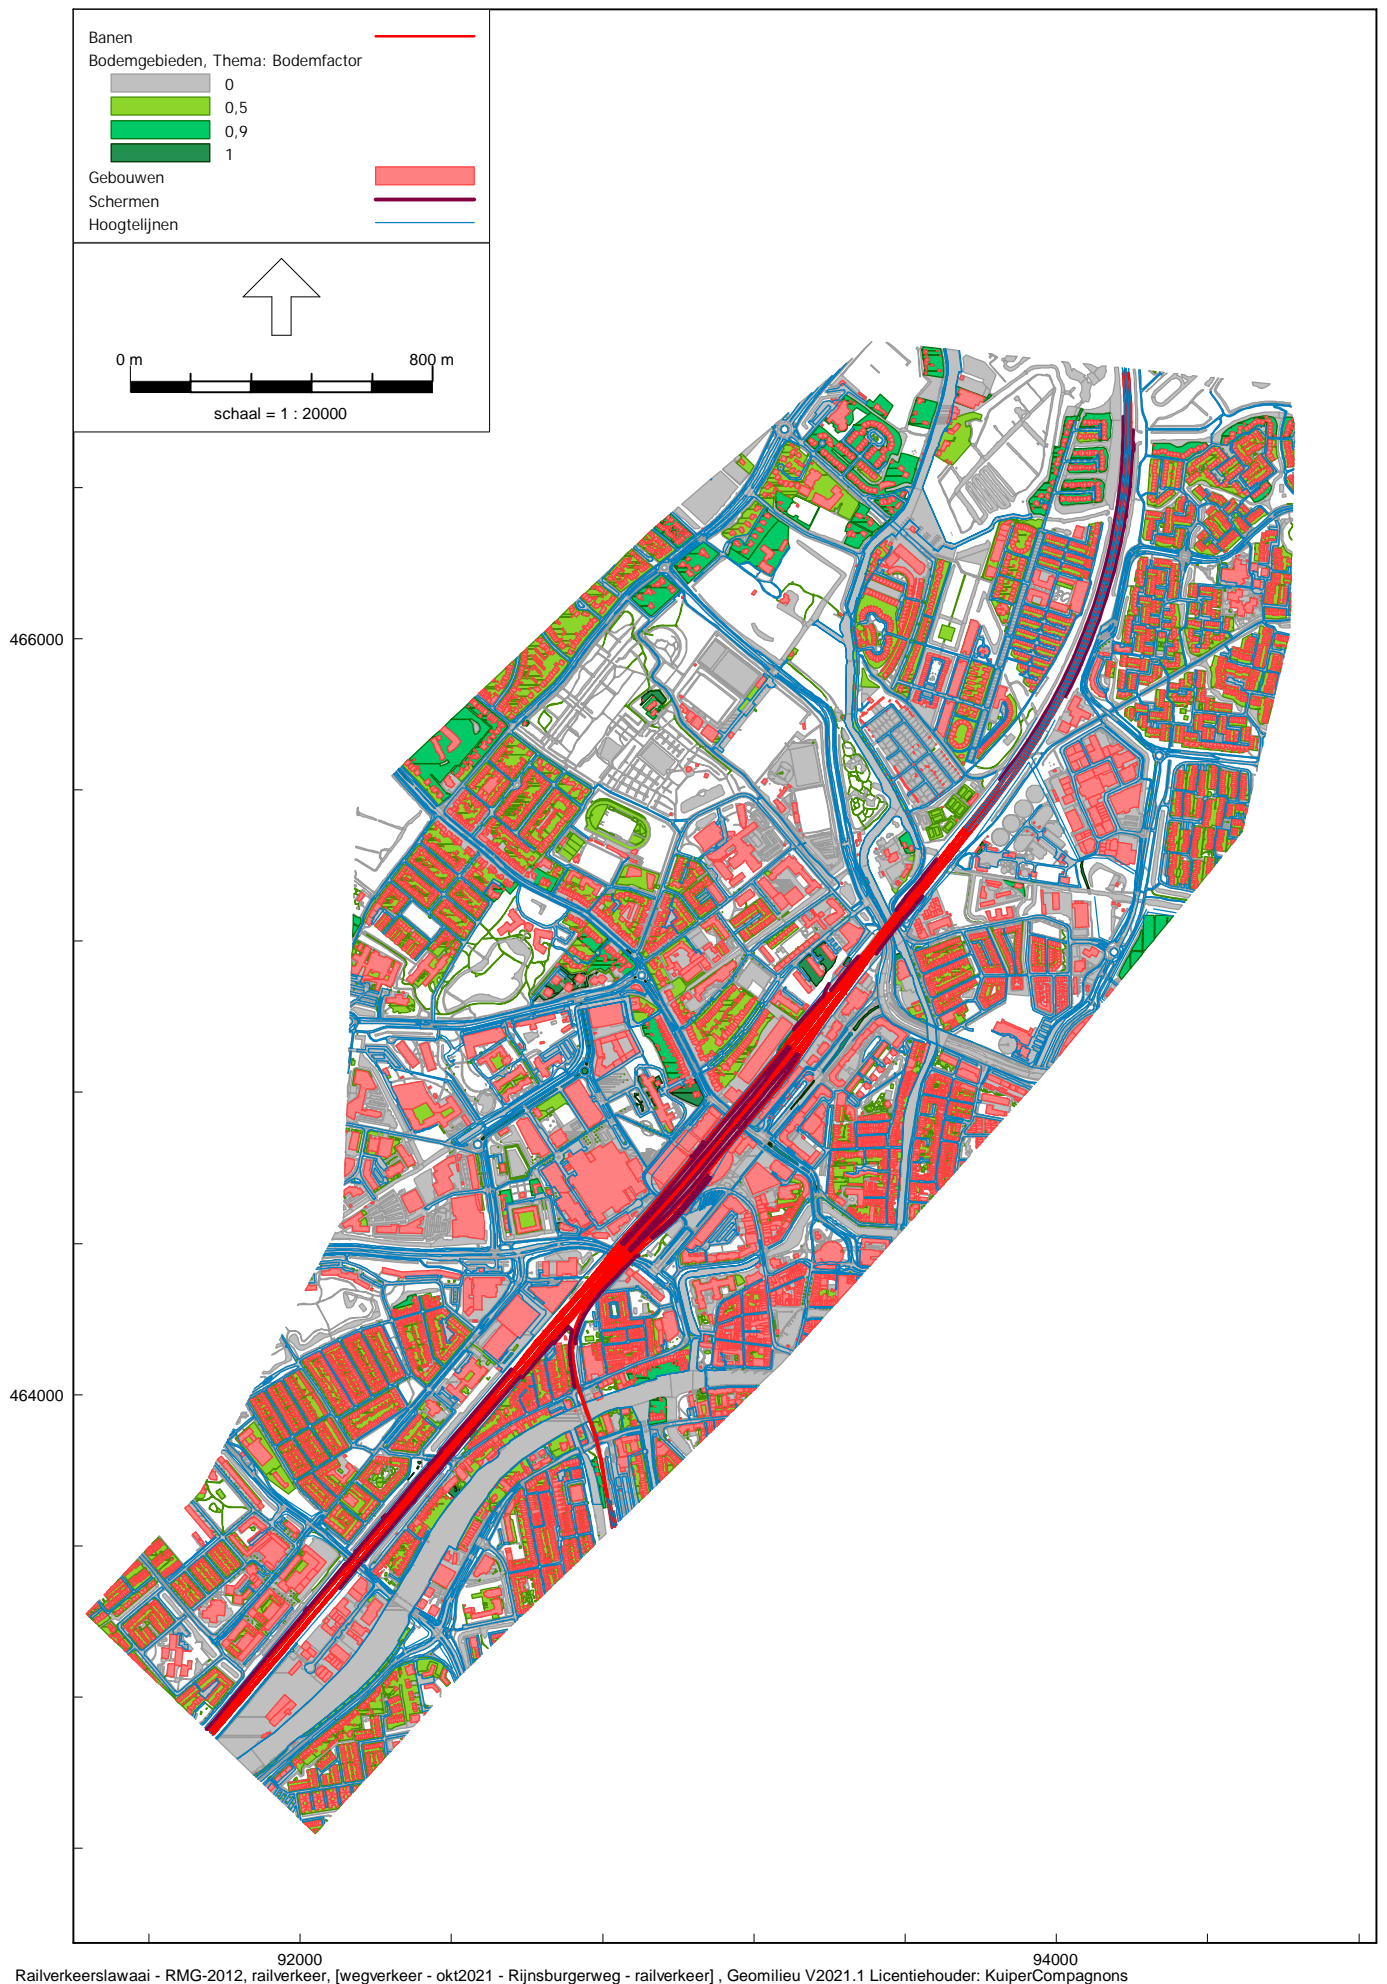 Banen
Bodemgebieden, Thema: Bodemfactor
0
0,5
0,9
1
Gebouwen
Schermen
Hoogtelijnen
0 m 800 m
schaal = 1 : 20000
466000
464000
92000 94000
Railverkeerslawaai - RMG-2012, railverkeer, [wegverkeer - okt2021 - Rijnsburgerweg - railverkeer] , Geomilieu V2021.1 Licentiehouder: KuiperCompagnons